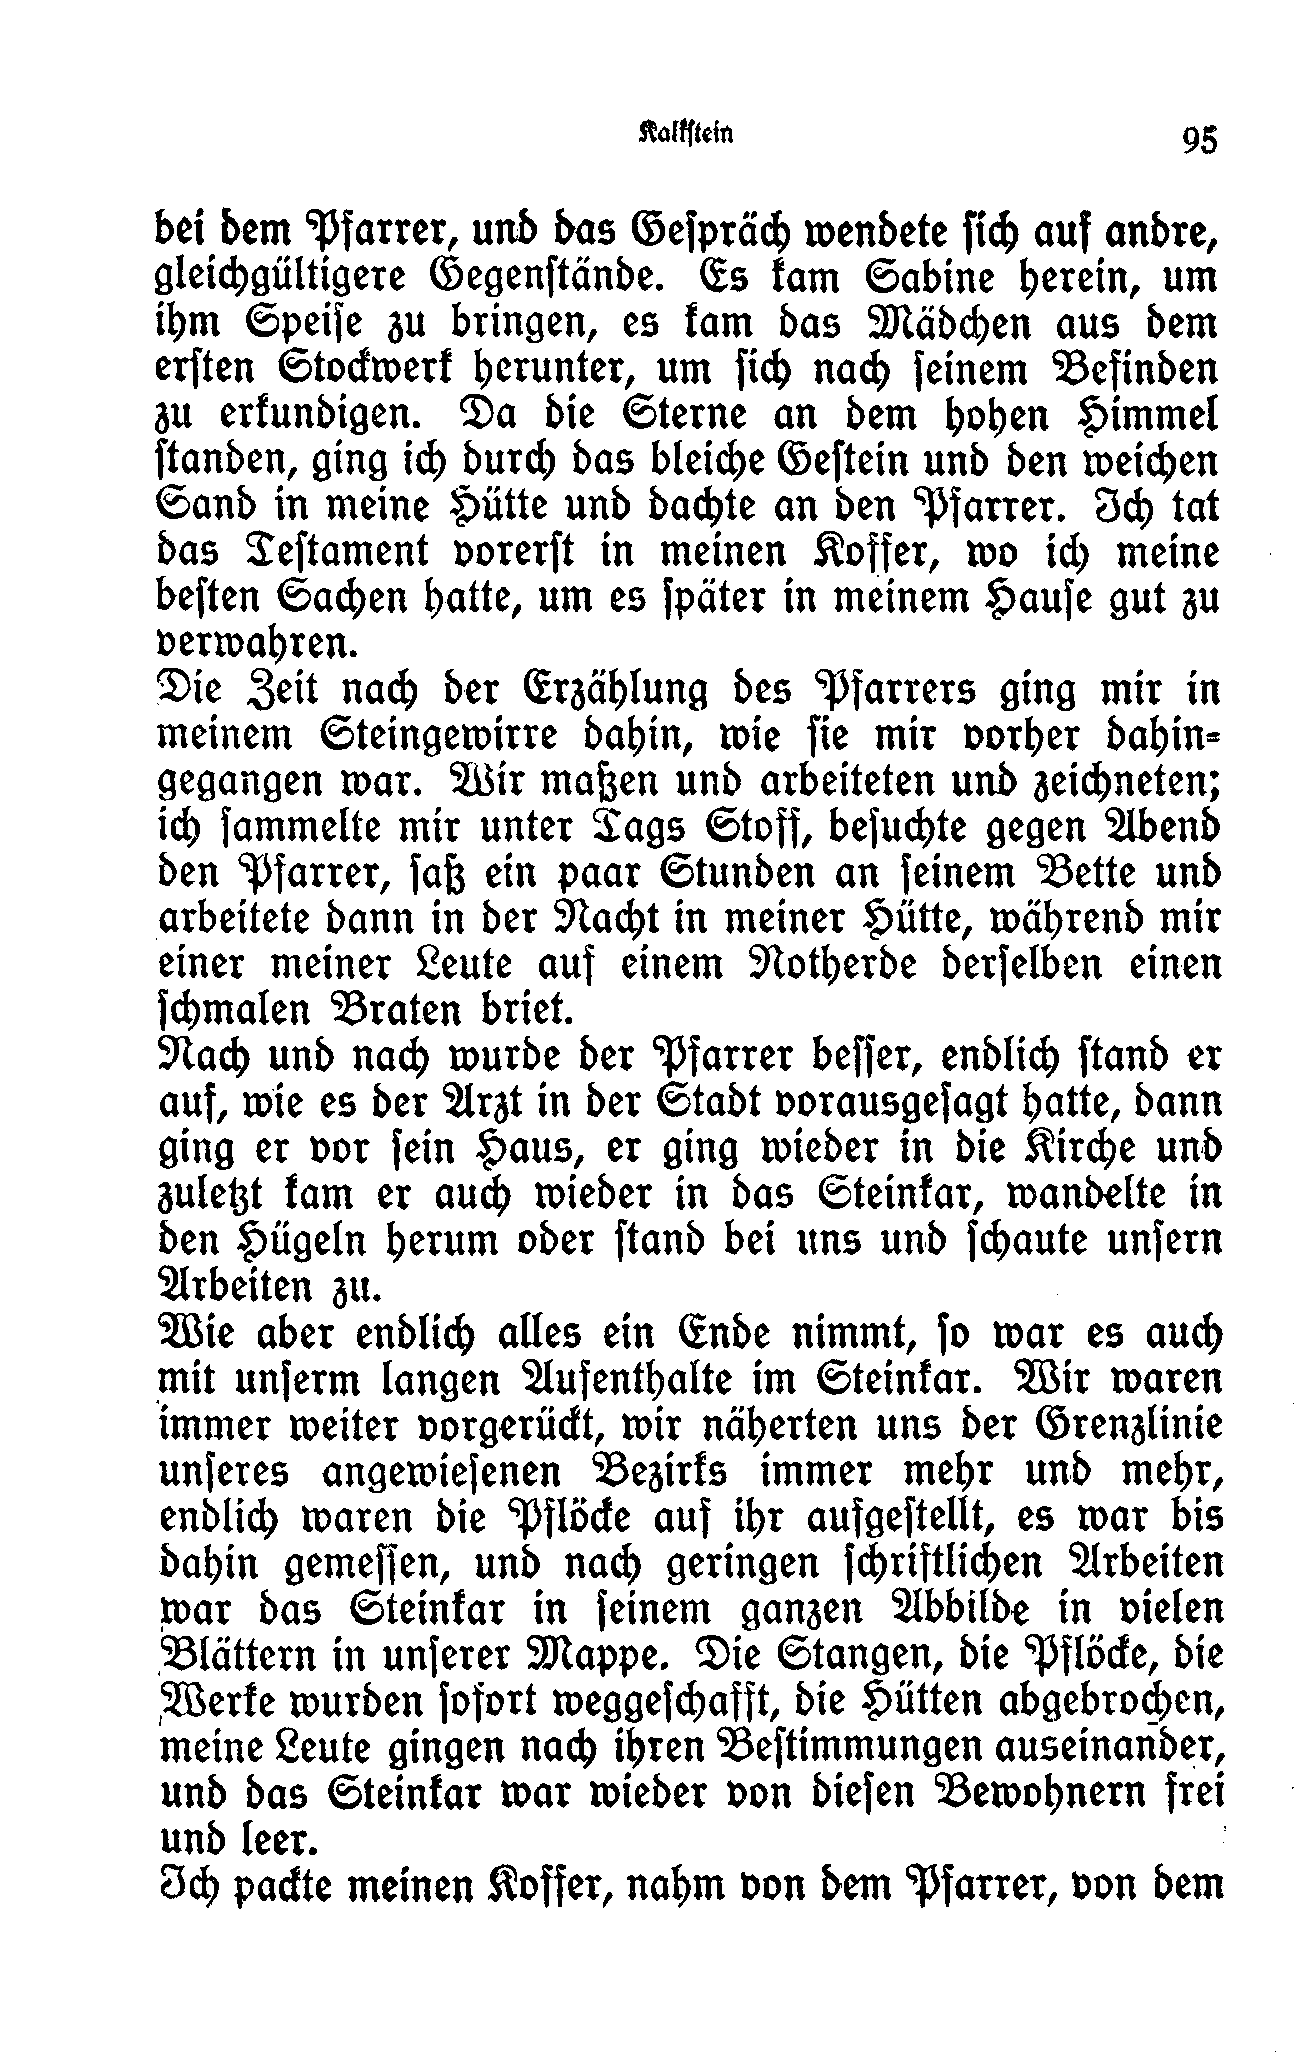 Kalkstein
95
bei dem Pfarrer, und das Gespräch wendete sich auf andre,
gleichgültigere Gegenstände. Es kam Sabine herein, um
ihm Speise zu bringen, es kam das Mädchen aus dem
ersten Stockwerk herunter, um sich nach seinem Befinden
zu erkundigen. Da die Sterne an dem hohen Himmel
standen, ging ich durch das bleiche Gestein und den weichen
Sand in meine Hütte und dachte an den Pfarrer. Ich tat
das Testament vorerst in meinen Koffer, wo ich meine
besten Sachen hatte, um es später in meinem Hause gut zu
verwahren.
Die Zeit nach der Erzählung des Pfarrers ging mir in
meinem Steingewirre dahin, wie sie mir vorher dahin-
gegangen war. Wir maßen und arbeiteten und zeichneten;
ich sammelte mir unter Tags Stoff, besuchte gegen Abend
den Pfarrer, saß ein paar Stunden an seinem Bette und
arbeitete dann in der Nacht in meiner Hütte, während mir
einer meiner Leute auf einem Notherde derselben einen
schmalen Braten briet.
Nach und nach wurde der Pfarrer besser, endlich stand er
auf, wie es der Arzt in der Stadt vorausgesagt hatte, dann
ging er vor sein Haus, er ging wieder in die Kirche und
zuletzt kam er auch wieder in das Steinkar, wandelte in
den Hügeln herum oder stand bei uns und schaute unsern
Arbeiten zu.
Wie aber endlich alles ein Ende nimmt, so war es auch
mit unserm langen Aufenthalte im Steinkar. Wir waren
immer weiter vorgerückt, wir näherten uns der Grenzlinie
unseres angewiesenen Bezirks immer mehr und mehr,
endlich waren die Pflöcke auf ihr aufgestellt, es war bis
dahin gemessen, und nach geringen schriftlichen Arbeiten
war das Steinkar in seinem ganzen Abbilde in vielen
Blättern in unserer Mappe. Die Stangen, die Pflöcke, die
Werke wurden sofort weggeschafft, die Hütten abgebrochen,
meine Leute gingen nach ihren Bestimmungen auseinander,
und das Steinkar war wieder von diesen Bewohnern frei
und leer.
Ich packte meinen Koffer, nahm von dem Pfarrer, von dem